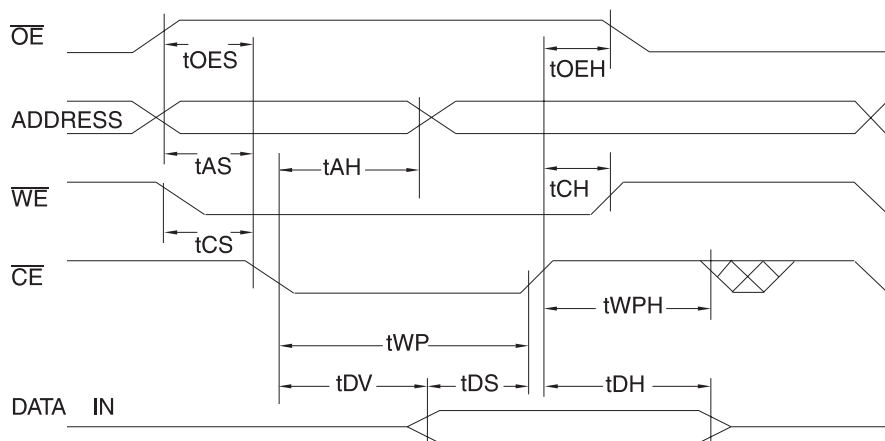 OE
tOES
tOEH
ADDRESS
tAS
tAH
tCH
WE
tCS
CE
tWPH
tWP
tDV
tDS
tDH
DATA IN